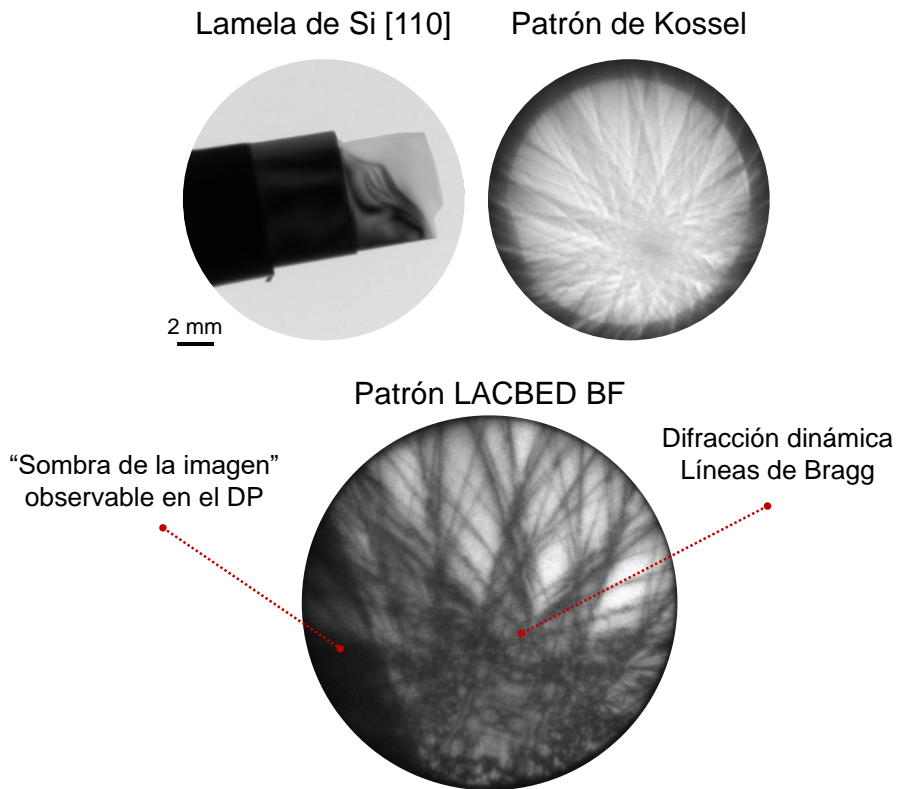 Lamela de Si [110]
Patrón de Kossel
2 mm
Patrón LACBED BF
“Sombra de la imagen”
observable en el DP
Difracción dinámica
Líneas de Bragg